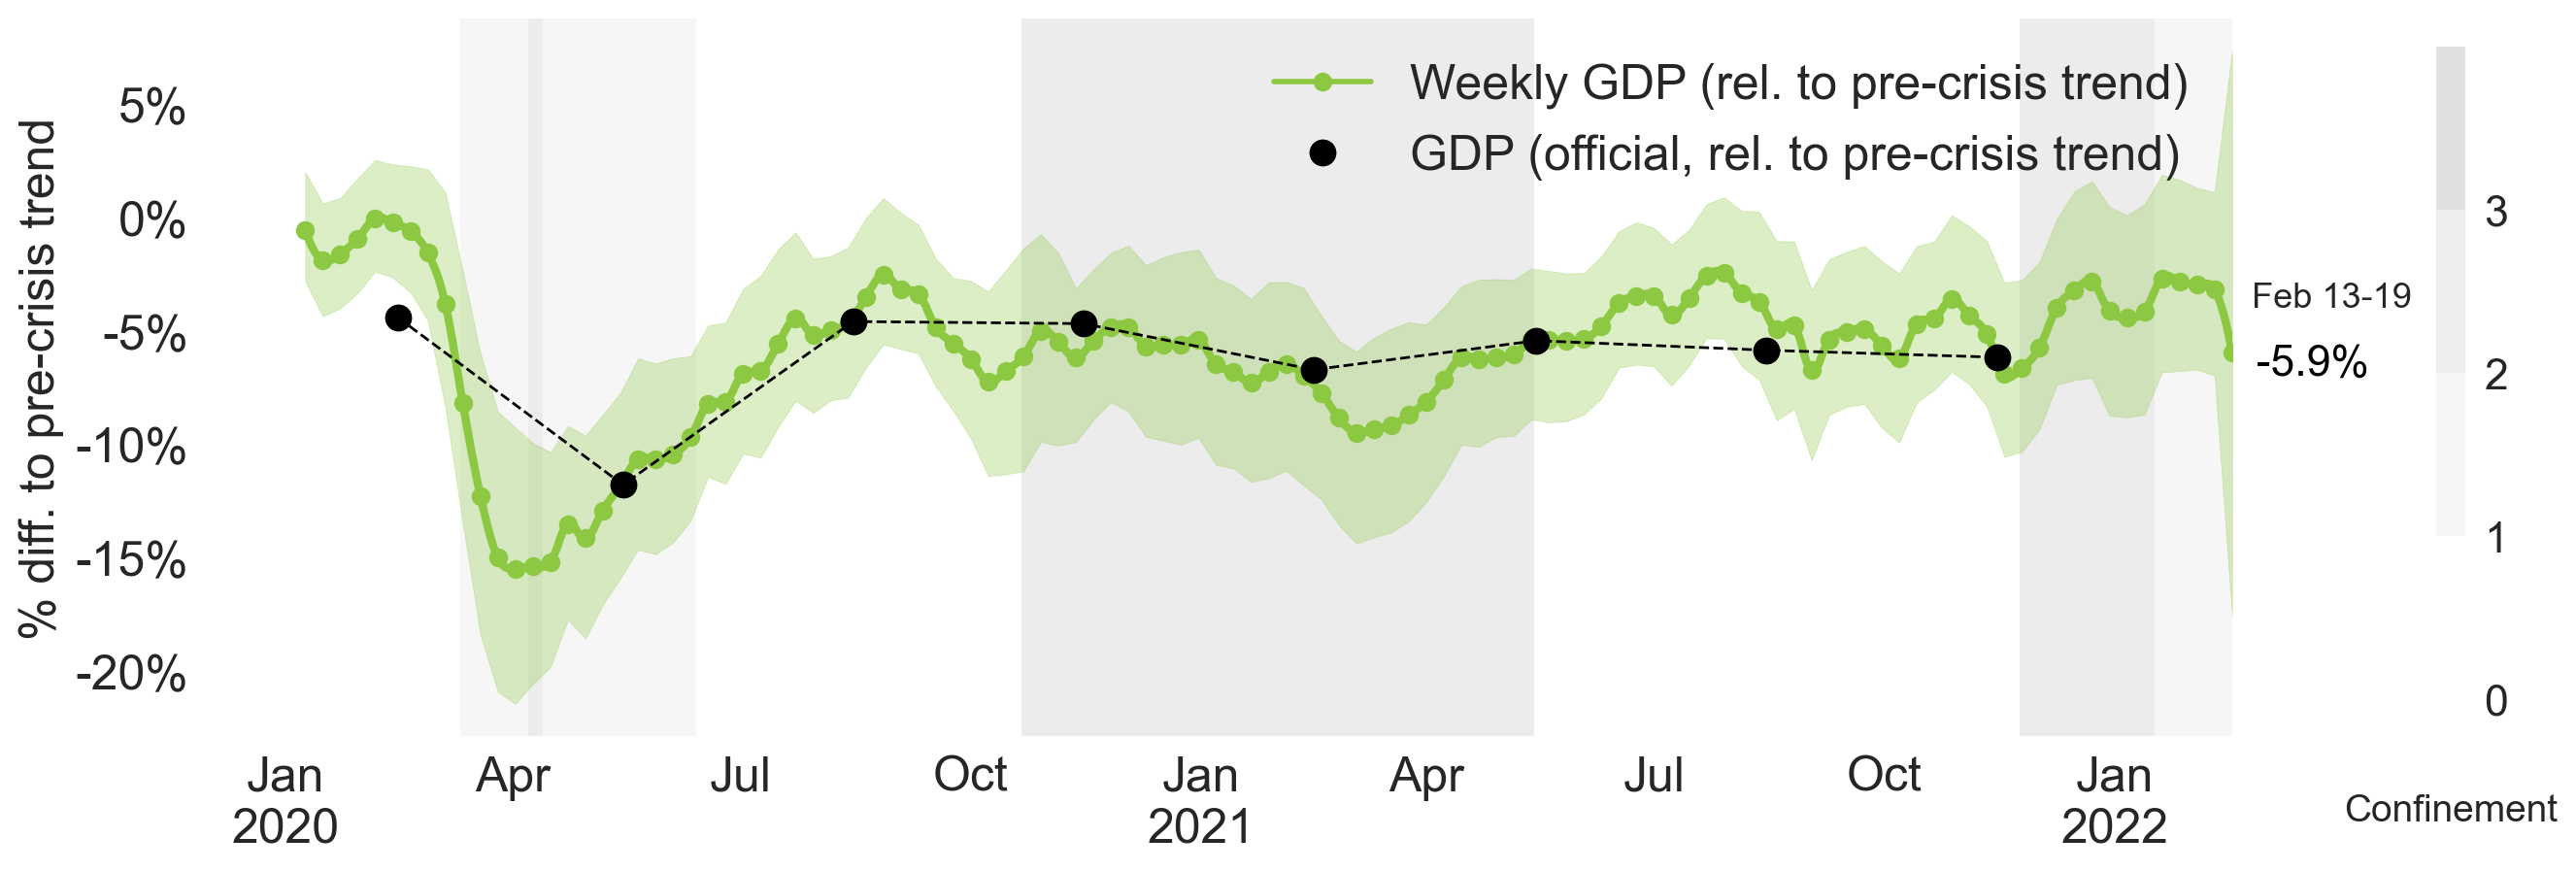 Weekly GDP (rel. to pre-crisis trend)
GDP (official, rel. to pre-crisis trend)
% diff. to pre-crisis trend
5%
0%
-5%
-10%
-15%
-20%
Jan
2020
Apr
Jul
Oct
Jan
2021
Apr
Jul
Oct
Jan
2022
Feb 13-19
-5.9%
3
2
1
0
Confinement